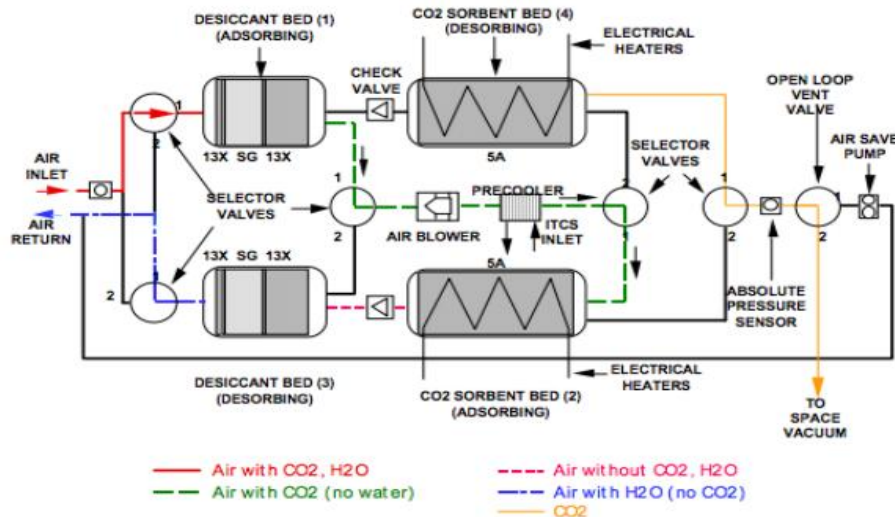 DESICCANT BED (1)
(ADSORBING)
CO2 SORBENT BED (4)
(DESORBING)
ELECTRICAL
HEATERS
CHECK
VALVE
OPEN LOOP
VENT
VALVE
AIR SAVE
PUMP
1
2
13X SG 13X
5A
AIR
INLET
SELECTOR
VALVES
1
2
PRECOOLER
AIR BLOWER
ITCS
INLET
2
1
SELECTOR
VALVES
1
2
1
2
AIR
RETURN
13X SG 13X
5A
1
2
ABSOLUTE
PRESSURE
SENSOR
DESICCANT BED (3)
(DESORBING)
CO2 SORBENT BED (2)
(ADSORBING)
ELECTRICAL
HEATERS
TO
SPACE
VACUUM
Air with CO2, H2O
Air without CO2, H2O
Air with CO2 (no water)
Air with H2O (no CO2)
CO2